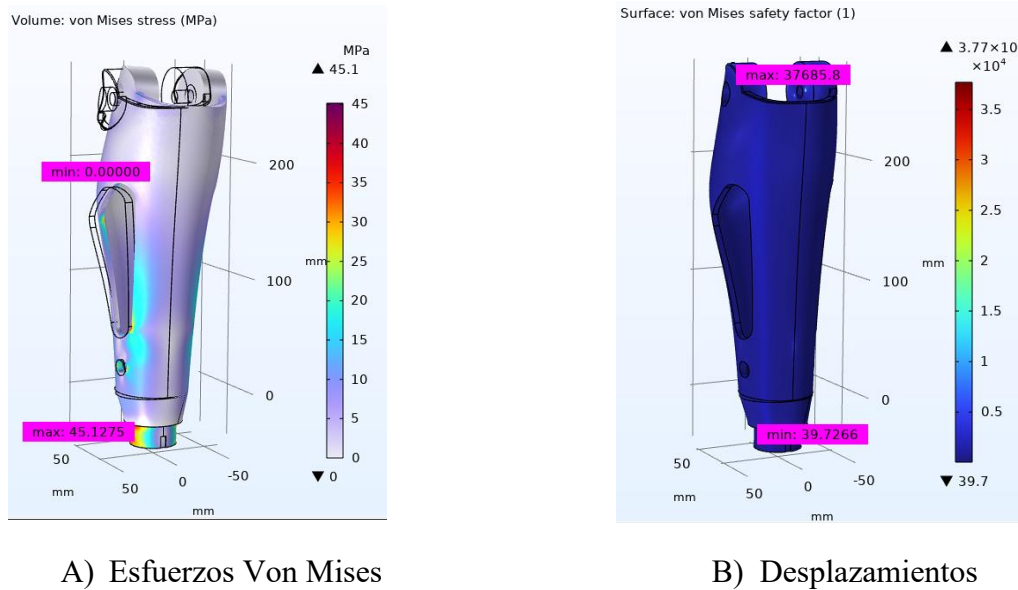 Volume: von Mises stress (MPa)
MPa
▲ 45.1
45
40
35
30
25
20
15
10
5
0
▼ 0
min: 0.00000
max: 45.1275
200
mm
100
0
50
mm
50
0
-50
mm
Surface: von Mises safety factor (1)
▲ 3.77×10
×10⁴
3.5
3
2.5
2
1.5
1
0.5
▼ 39.7
max: 37685.8
min: 39.7266
200
mm
100
0
50
mm
50
0
-50
mm
A) Esfuerzos Von Mises
B) Desplazamientos